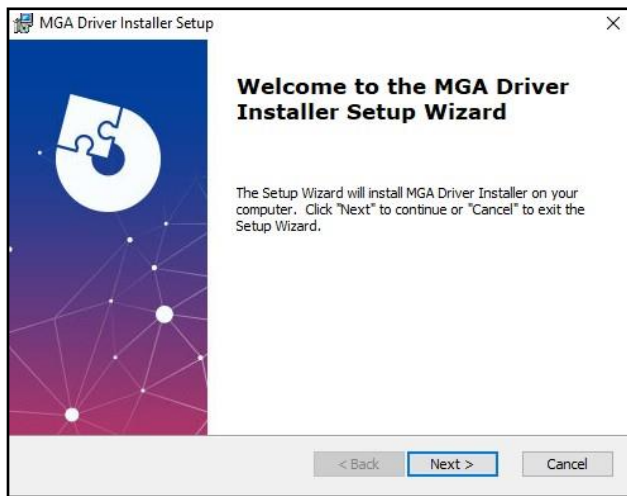 MGA Driver Installer Setup
Welcome to the MGA Driver
Installer Setup Wizard
The Setup Wizard will install MGA Driver Installer on your
computer. Click "Next" to continue or "Cancel" to exit the
Setup Wizard.
< Back Next > Cancel